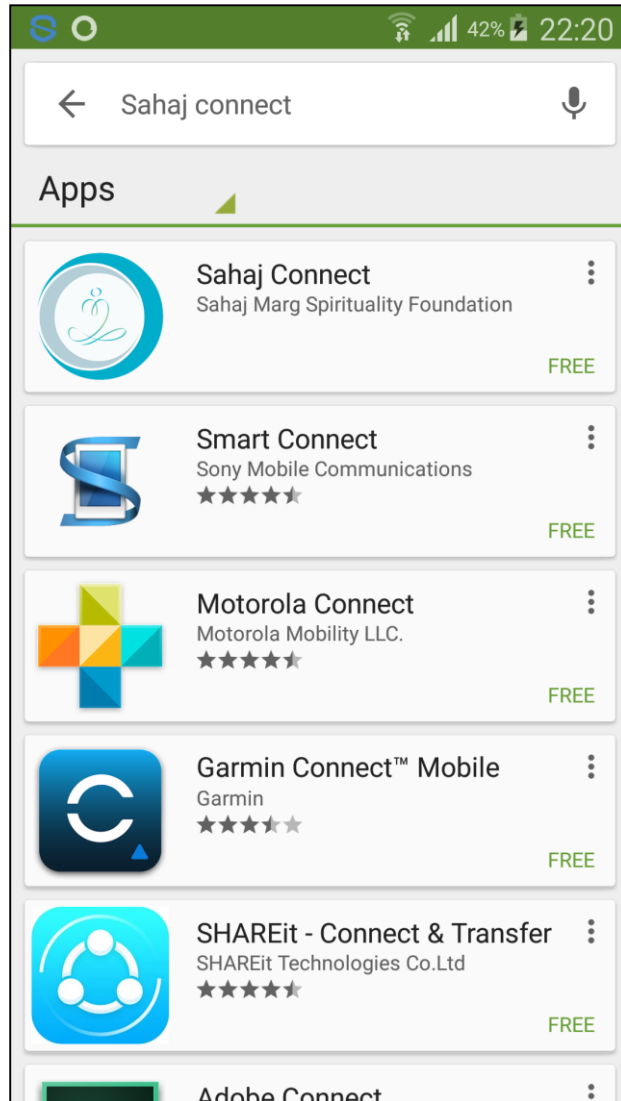 42% 22:20
Sahaj connect
Apps
Sahaj Connect
Sahaj Marg Spirituality Foundation
FREE
Smart Connect
Sony Mobile Communications
FREE
Motorola Connect
Motorola Mobility LLC.
FREE
Garmin Connect™ Mobile
Garmin
FREE
SHAREit - Connect & Transfer
SHAREit Technologies Co.Ltd
FREE
Adobe Connect